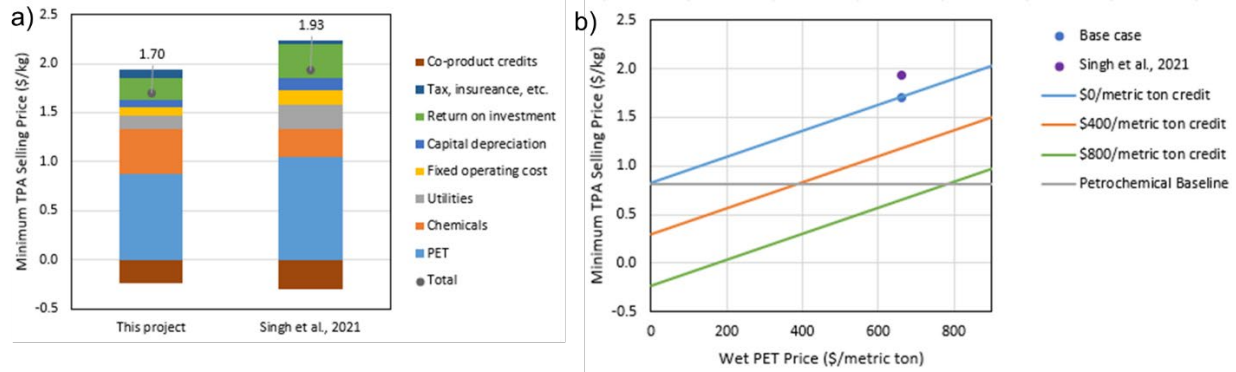 a)
2.5
2.0
1.5
1.0
0.5
0.0
-0.5
Minimum TPA Selling Price ($/kg)
1.70
1.93
This project
Singh et al., 2021
Co-product credits
Tax, insureance, etc.
Return on investment
Capital depreciation
Fixed operating cost
Utilities
Chemicals
PET
Total
b)
2.5
2.0
1.5
1.0
0.5
0.0
-0.5
Minimum TPA Selling Price ($/kg)
0
200
400
600
800
Wet PET Price ($/metric ton)
Base case
Singh et al., 2021
$0/metric ton credit
$400/metric ton credit
$800/metric ton credit
Petrochemical Baseline